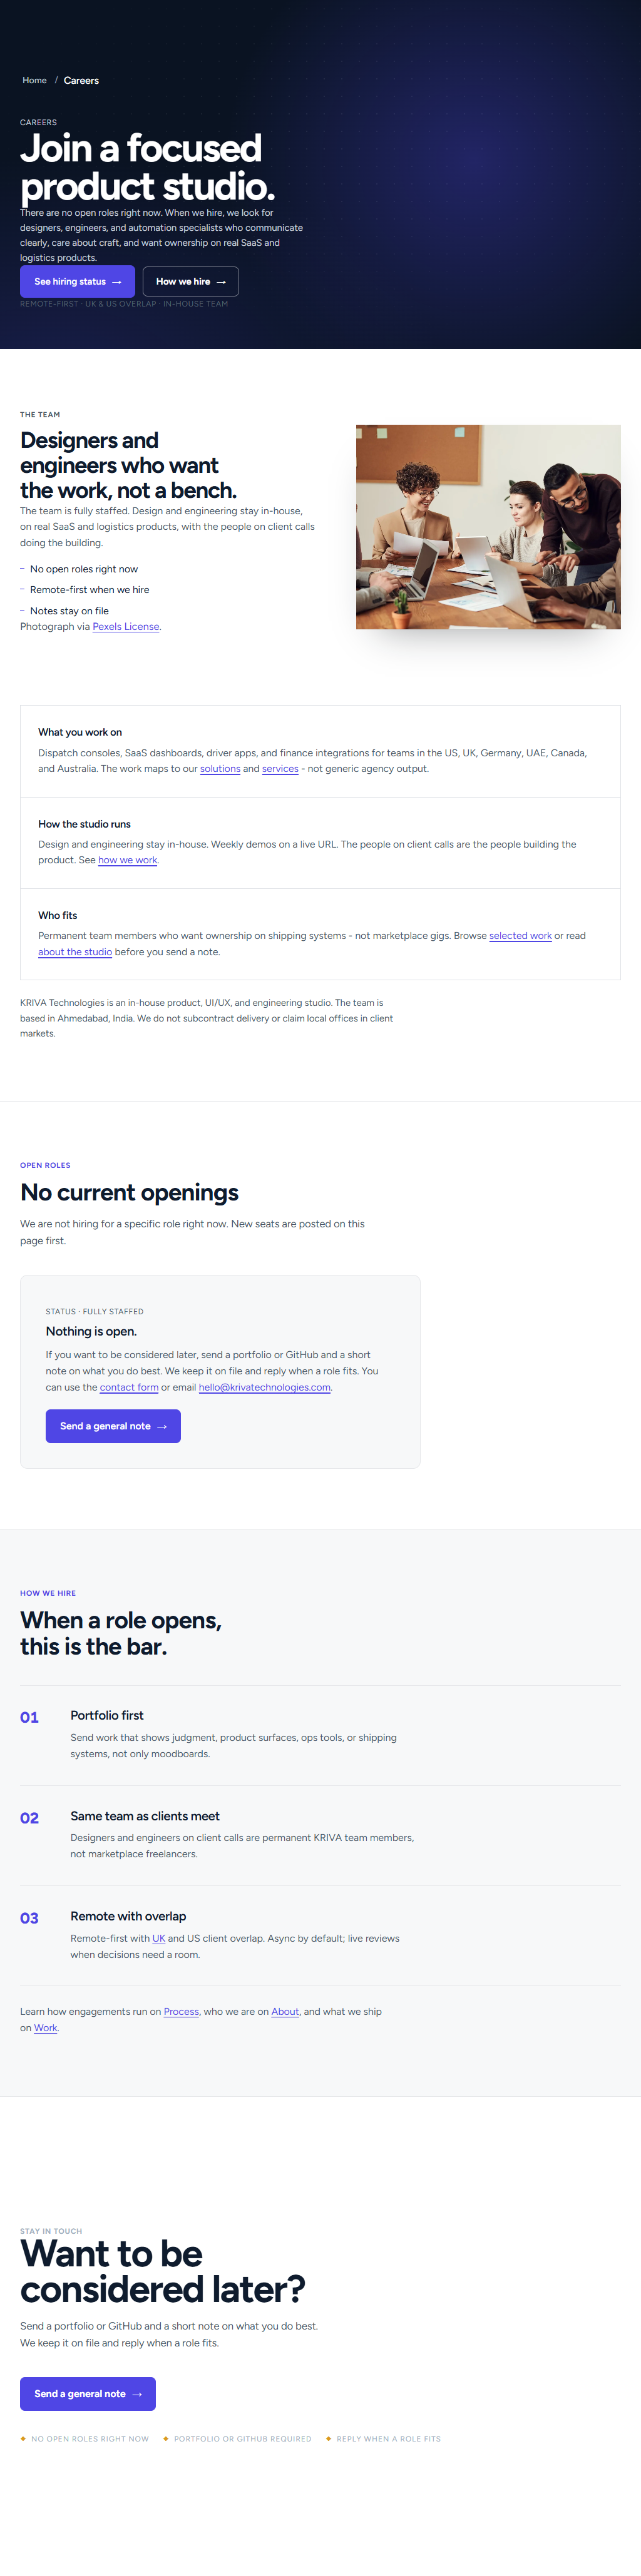 Home / Careers
CAREERS
Join a focused
product studio.
There are no open roles right now. When we hire, we look for
designers, engineers, and automation specialists who communicate
clearly, care about craft, and want ownership on real SaaS and
logistics products.
See hiring status → How we hire →
REMOTE-FIRST · UK & US OVERLAP · IN-HOUSE TEAM
THE TEAM
Designers and
engineers who want
the work, not a bench.
The team is fully staffed. Design and engineering stay in-house,
on real SaaS and logistics products, with the people on client calls
doing the building.
– No open roles right now
– Remote-first when we hire
– Notes stay on file
Photograph via Pexels License.
What you work on
Dispatch consoles, SaaS dashboards, driver apps, and finance integrations for teams in the US, UK, Germany, UAE, Canada,
and Australia. The work maps to our solutions and services - not generic agency output.
How the studio runs
Design and engineering stay in-house. Weekly demos on a live URL. The people on client calls are the people building the
product. See how we work.
Who fits
Permanent team members who want ownership on shipping systems - not marketplace gigs. Browse selected work or read
about the studio before you send a note.
KRIVA Technologies is an in-house product, UI/UX, and engineering studio. The team is
based in Ahmedabad, India. We do not subcontract delivery or claim local offices in client
markets.
OPEN ROLES
No current openings
We are not hiring for a specific role right now. New seats are posted on this
page first.
STATUS · FULLY STAFFED
Nothing is open.
If you want to be considered later, send a portfolio or GitHub and a short
note on what you do best. We keep it on file and reply when a role fits. You
can use the contact form or email hello@krivatechnologies.com.
Send a general note →
HOW WE HIRE
When a role opens,
this is the bar.
01 Portfolio first
Send work that shows judgment, product surfaces, ops tools, or shipping
systems, not only moodboards.
02 Same team as clients meet
Designers and engineers on client calls are permanent KRIVA team members,
not marketplace freelancers.
03 Remote with overlap
Remote-first with UK and US client overlap. Async by default; live reviews
when decisions need a room.
Learn how engagements run on Process, who we are on About, and what we ship
on Work.
STAY IN TOUCH
Want to be
considered later?
Send a portfolio or GitHub and a short note on what you do best.
We keep it on file and reply when a role fits.
Send a general note →
◆ NO OPEN ROLES RIGHT NOW ◆ PORTFOLIO OR GITHUB REQUIRED ◆ REPLY WHEN A ROLE FITS